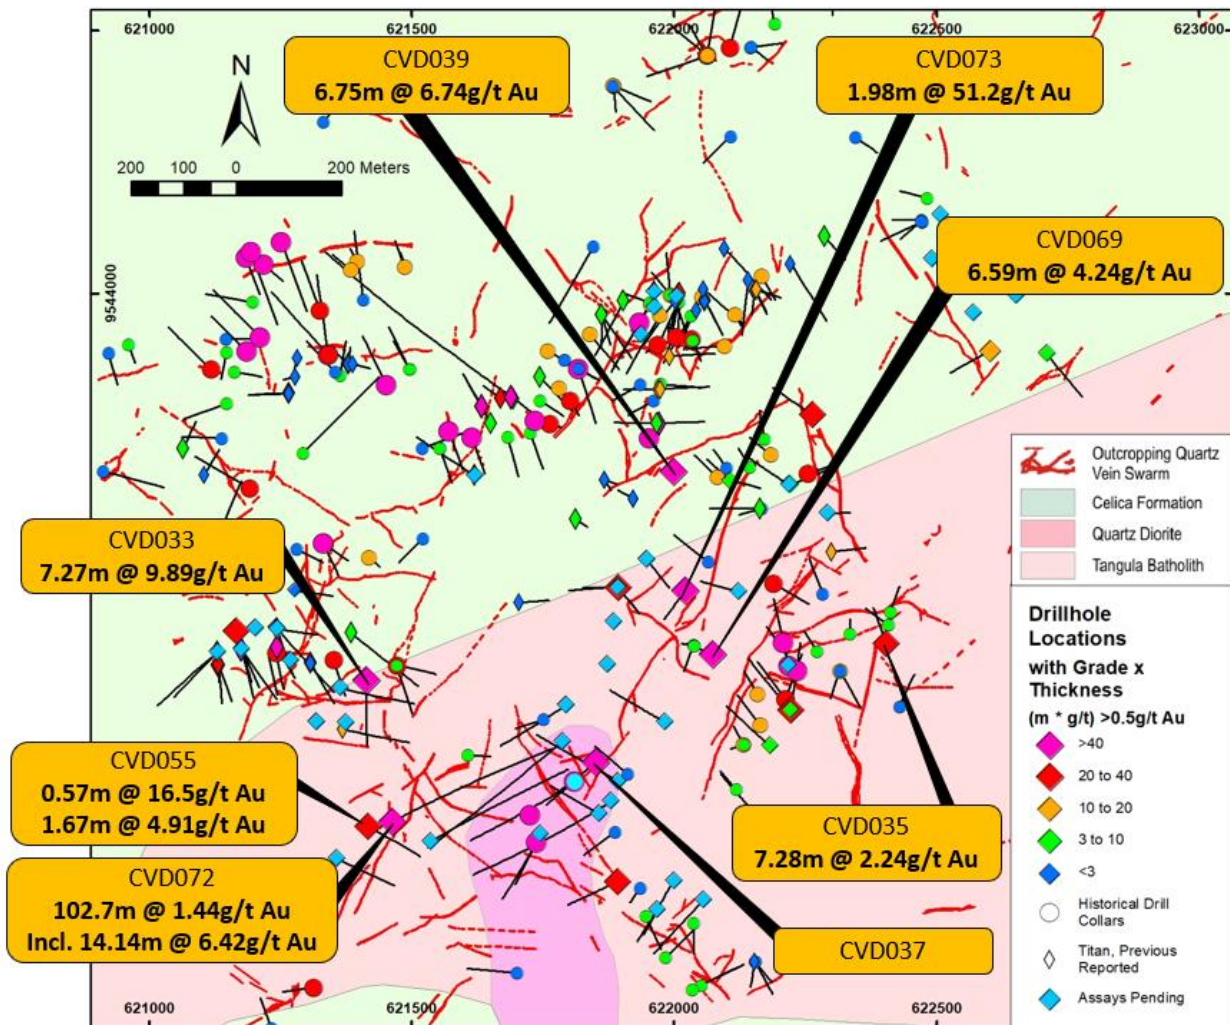 621000
621500
622000
622500
623000
N
200 100 0 200 Meters
9544000
CVD039
6.75m @ 6.74g/t Au
CVD073
1.98m @ 51.2g/t Au
CVD069
6.59m @ 4.24g/t Au
CVD033
7.27m @ 9.89g/t Au
CVD055
0.57m @ 16.5g/t Au
1.67m @ 4.91g/t Au
CVD072
102.7m @ 1.44g/t Au
Incl. 14.14m @ 6.42g/t Au
CVD035
7.28m @ 2.24g/t Au
CVD037
Outcropping Quartz
Vein Swarm
Celica Formation
Quartz Diorite
Tangula Batholith
Drillhole
Locations
with Grade x
Thickness
(m * g/t) >0.5g/t Au
>40
20 to 40
10 to 20
3 to 10
<3
Historical Drill
Collars
Titan, Previous
Reported
Assays Pending
621000
621500
622000
622500